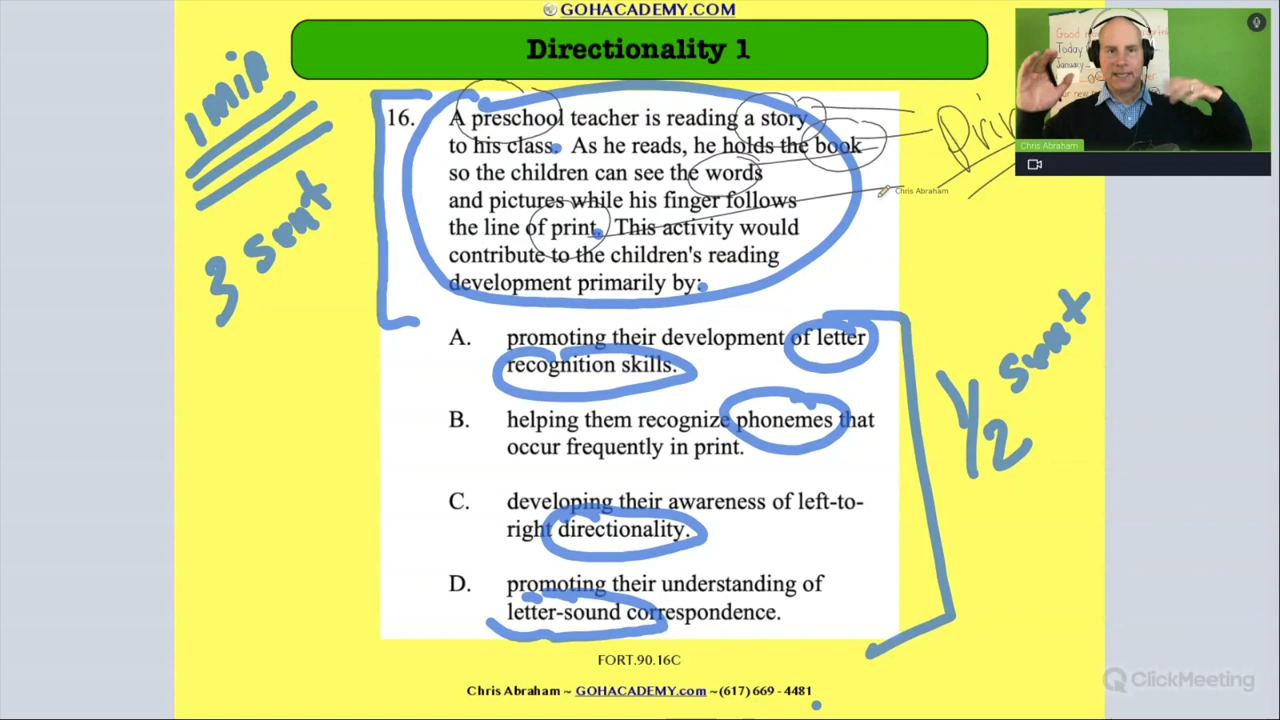 GOHACADEMY.COM
Directionality 1
1 min
3 sent
16. A preschool teacher is reading a story
to his class. As he reads, he holds the book
so the children can see the words
and pictures while his finger follows
the line of print. This activity would
contribute to the children's reading
development primarily by:
A. promoting their development of letter
recognition skills.
B. helping them recognize phonemes that
occur frequently in print.
C. developing their awareness of left-to-
right directionality.
D. promoting their understanding of
letter-sound correspondence.
1/2 sent
Good
Today
January
Chris Abraham
Chris Abraham
FORT.90.16C
Chris Abraham ~ GOHACADEMY.com ~(617) 669 - 4481
ClickMeeting